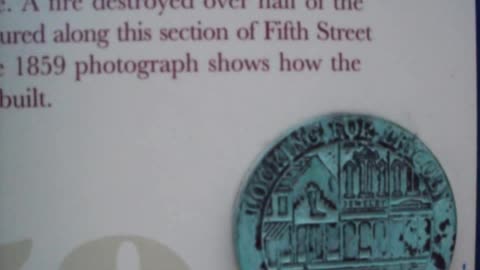 e. A fire destroyed over half of the
ured along this section of Fifth Street
e 1859 photograph shows how the
built.
LOOKING FOR LINCOLN